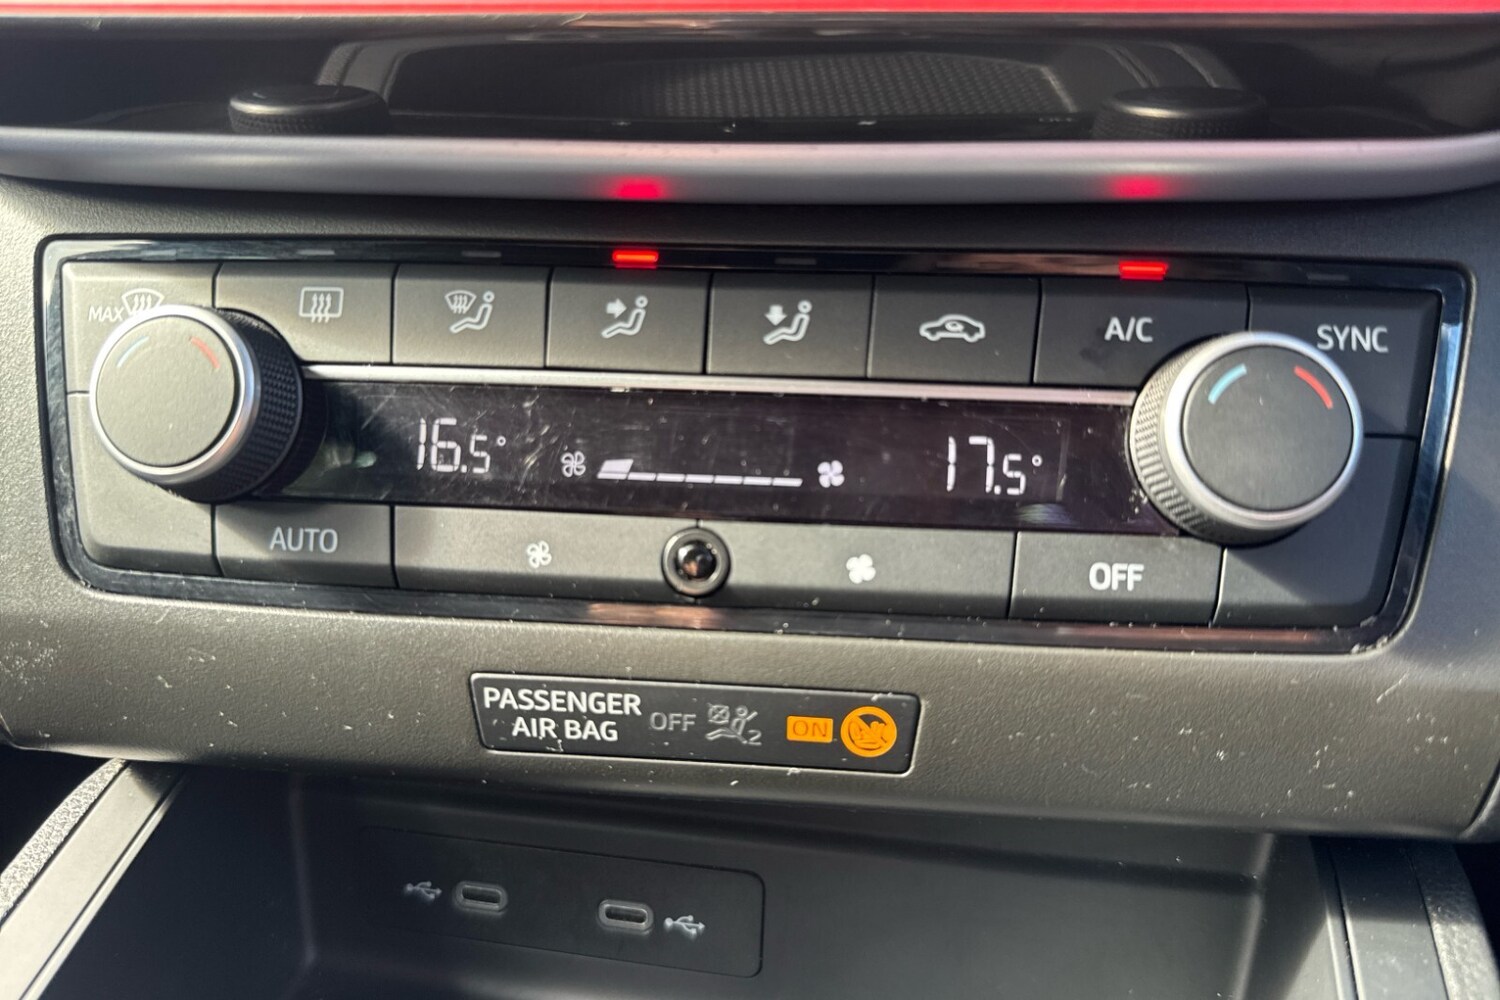 MAX
A/C
SYNC
16.5°
17.5°
AUTO
OFF
PASSENGER
AIR BAG
OFF
2
ON